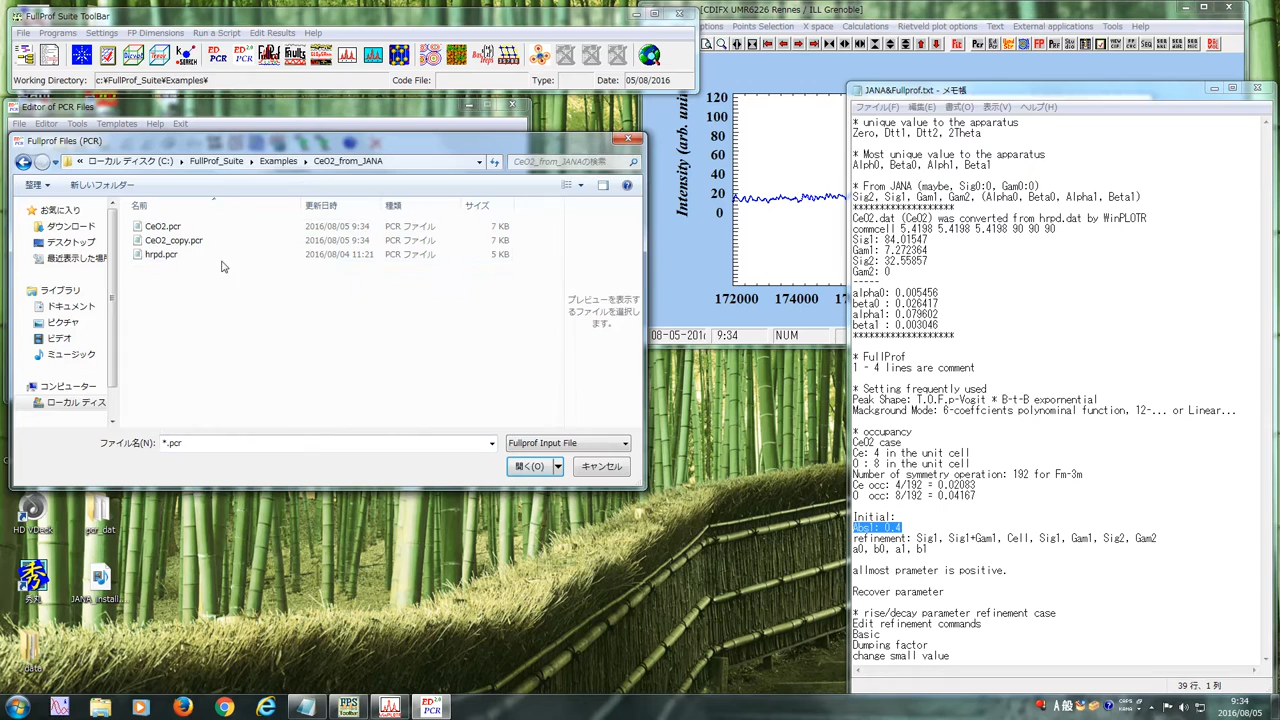 FullProf Suite ToolBar
File Programs Settings FP Dimensions Run a Script Edit Results Help
Working Directory: c:¥FullProf_Suite¥Examples¥ Code File: Type: Date: 05/08/2016
[CDIFX UMR6226 Rennes / ILL Grenoble]
ptions Points Selection X space Calculations Rietveld plot options Text External applications Tools Help
Intensity (arb. uni
120
100
80
60
40
20
0
172000 174000 17
08-05-201 9:34 NUM
Editor of PCR Files
File Editor Tools Templates Help Exit
Fullprof Files (PCR)
ローカル ディスク (C:) FullProf_Suite Examples CeO2_from_JANA CeO2_from_JANAの検索
整理 新しいフォルダー
名前 更新日時 種類 サイズ
CeO2.pcr 2016/08/05 9:34 PCR ファイル 7 KB
CeO2_copy.pcr 2016/08/05 9:34 PCR ファイル 7 KB
hrpd.pcr 2016/08/04 11:21 PCR ファイル 5 KB
お気に入り
ダウンロード
デスクトップ
最近表示した場所
ライブラリ
ドキュメント
ピクチャ
ビデオ
ミュージック
コンピューター
ローカル ディス
プレビューを表示するファイルを選択します。
ファイル名(N): *.pcr Fullprof Input File
開く(O) キャンセル
JANA&Fullprof.txt - メモ帳
ファイル(F) 編集(E) 書式(O) 表示(V) ヘルプ(H)
* unique value to the apparatus
Zero, Dtt1, Dtt2, 2Theta
* Most unique value to the apparatus
Alph0, Beta0, Alph1, Beta1
* From JANA (maybe, Sig0:0, Gam0:0)
Sig2, Sig1, Gam1, Gam2, (Alpha0, Beta0, Alpha1, Beta1)
*******************
CeO2.dat (CeO2) was converted from hrpd.dat by WinPLOTR
commcell 5.4198 5.4198 5.4198 90 90 90
Sig1: 84.01547
Gam1: 7.272364
Sig2: 32.55857
Gam2: 0
-----
alpha0: 0.005456
beta0 : 0.026417
alpha1: 0.079602
beta1 : 0.003046
*******************
* FullProf
1 - 4 lines are comment
* Setting frequently used
Peak Shape: T.O.F.p-Vogit * B-t-B expornential
Mackground Mode: 6-coeffcients polynominal function, 12-... or Linear...
* occupancy
CeO2 case
Ce: 4 in the unit cell
O : 8 in the unit cell
Number of symmetry operation: 192 for Fm-3m
Ce occ: 4/192 = 0.02083
O occ: 8/192 = 0.04167
Initial:
Abs1: 0.4
refinement: Sig1, Sig1+Gam1, Cell, Sig1, Gam1, Sig2, Gam2
a0, b0, a1, b1
allmost prameter is positive.
Recover parameter
* rise/decay parameter refinement case
Edit refinement commands
Basic
Dumping factor
change small value
39 行、1 列
HD VDesk
pcr_dat
秀丸
JANA_install...
data
9:34
2016/08/05